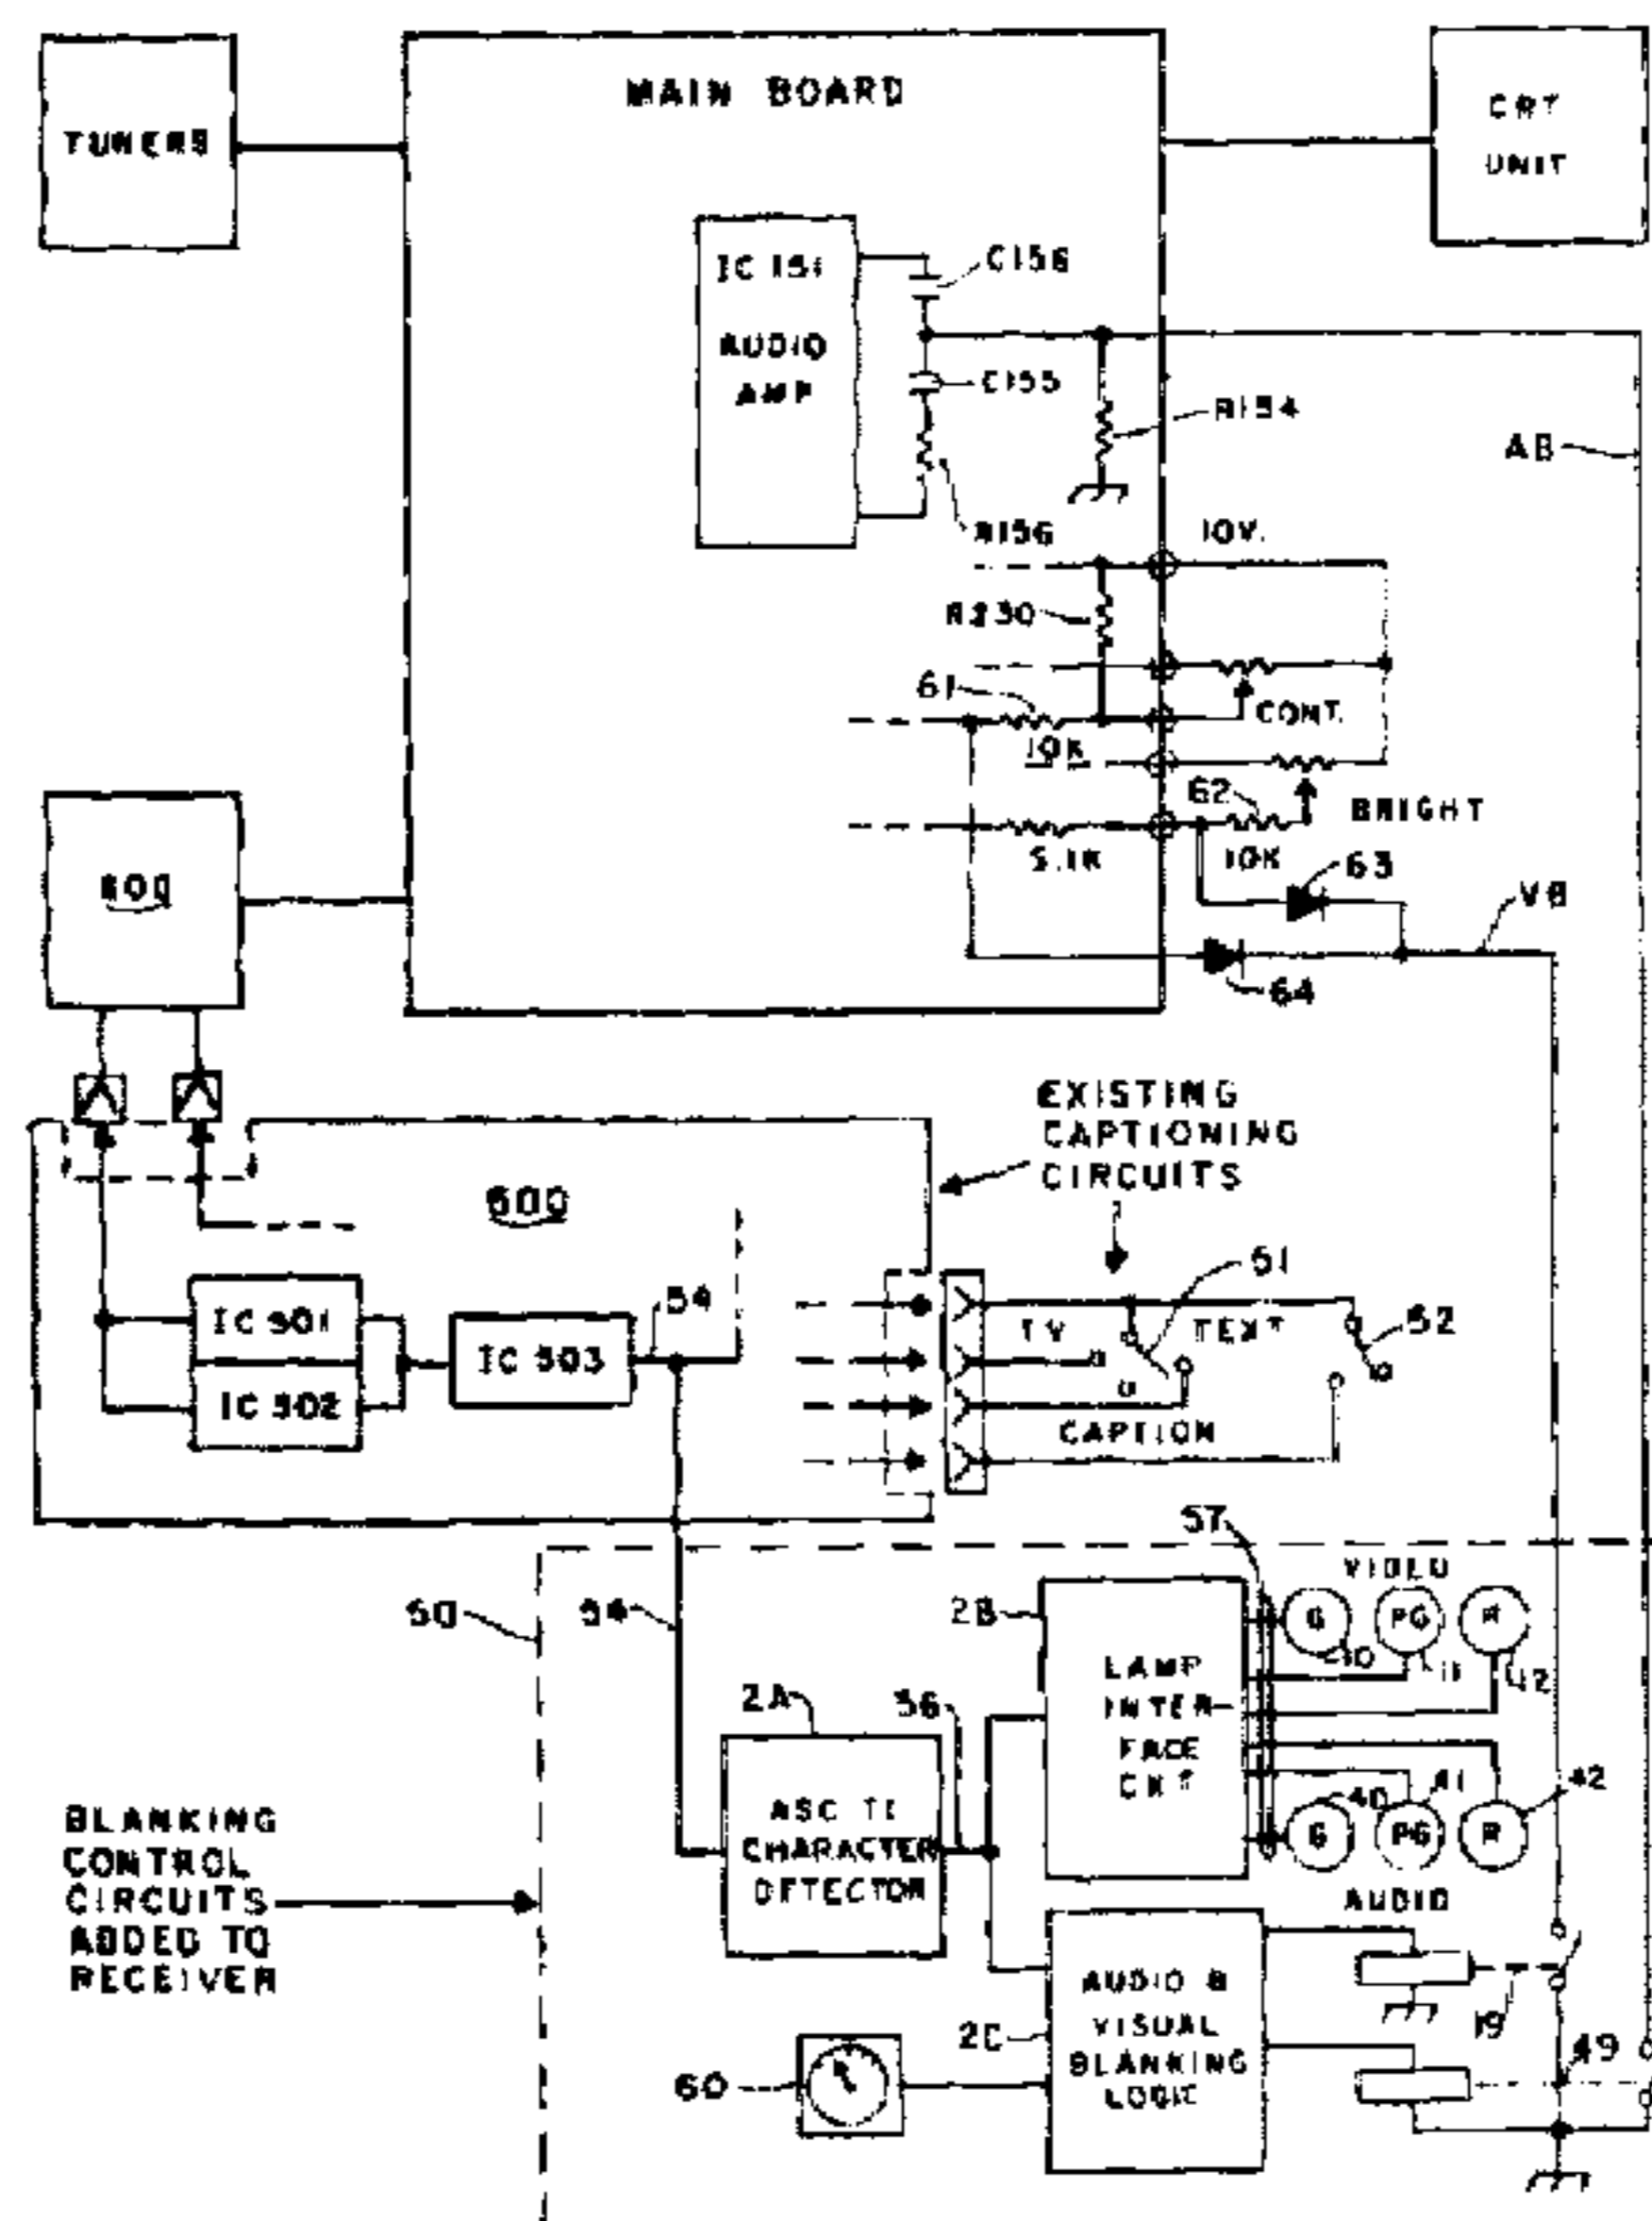 TUNERS
MAIN BOARD
CRT
UNIT
IC 151
AUDIO
AMP
C156
C155
R154
AB
R156
10V.
R230
61
10K
CONT.
62
BRIGHT
5.1K
10K
63
VB
64
EXISTING
CAPTIONING
CIRCUITS
IC 501
IC 502
IC 503
54
TV
TEXT
51
52
CAPTION
57
VIDEO
50
54
2B
LAMP
INTER-
FACE
CKT
G
PG
R
11
2A
56
ASCII
CHARACTER
DETECTOR
40
41
42
G
PG
R
AUDIO
BLANKING
CONTROL
CIRCUITS
ADDED TO
RECEIVER
2C
AUDIO &
VISUAL
BLANKING
LOGIC
19
49
60